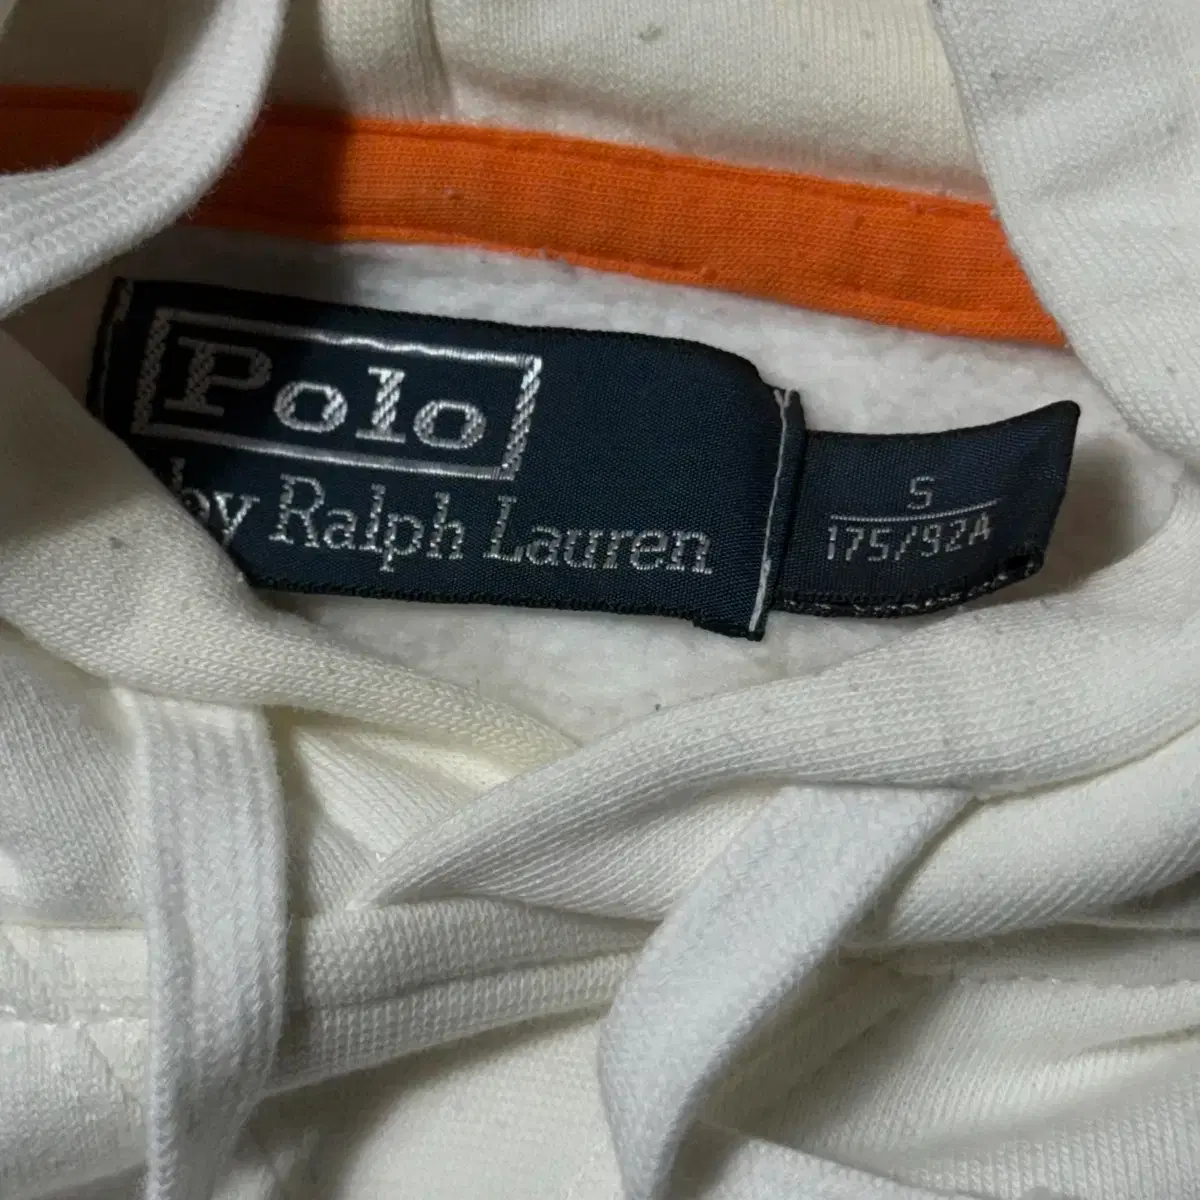 Polo
by Ralph Lauren
S
175/92A